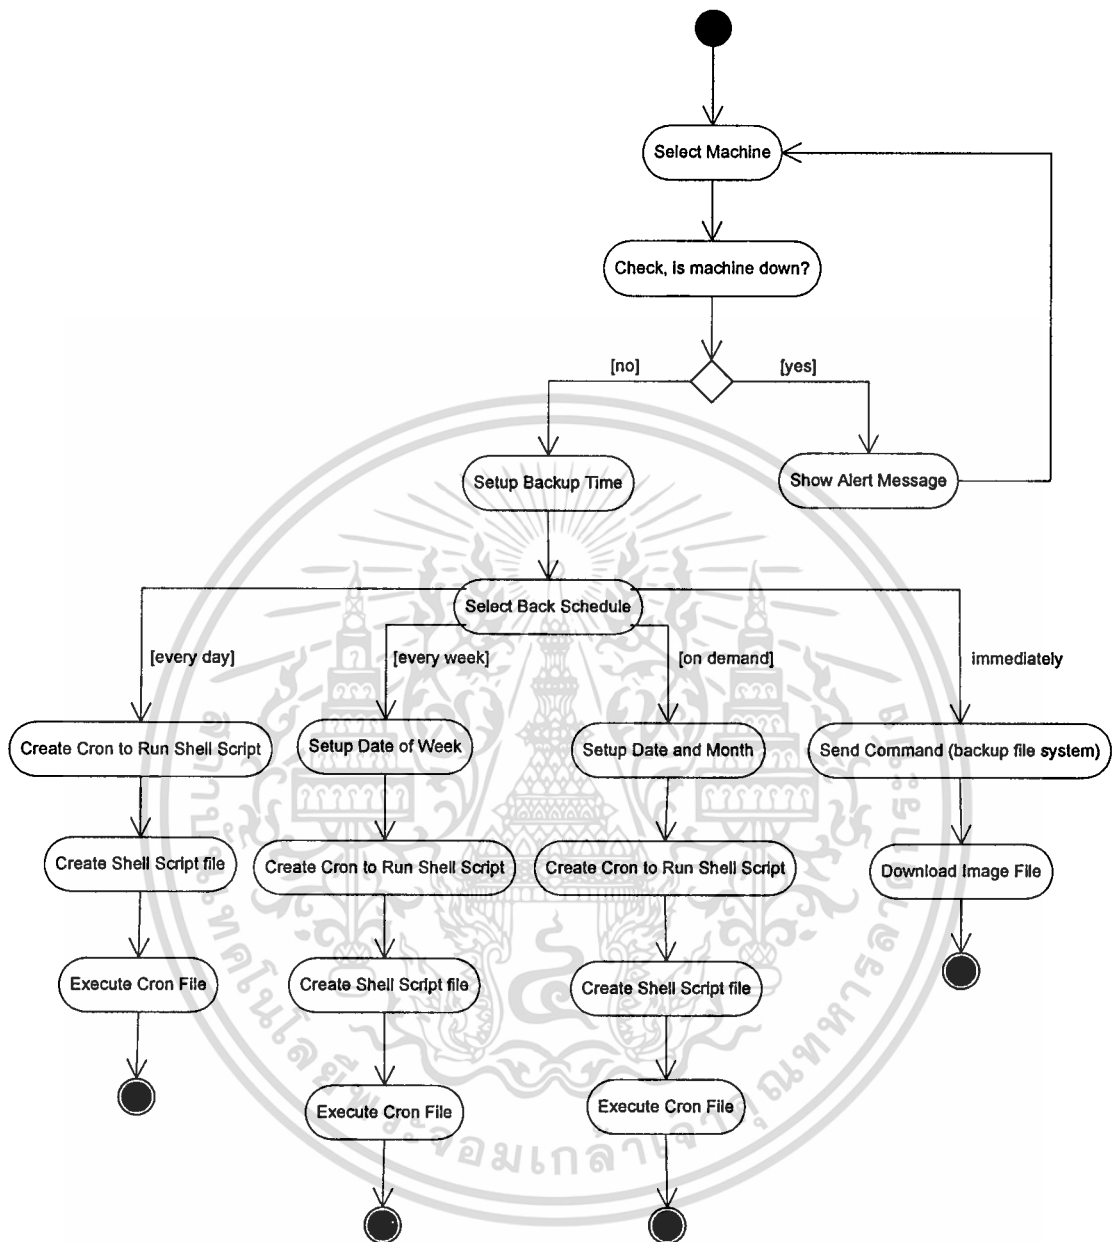 Select Machine
Check, is machine down?
[no]
[yes]
Setup Backup Time
Show Alert Message
Select Back Schedule
[every day]
[every week]
[on demand]
immediately
Create Cron to Run Shell Script
Setup Date of Week
Setup Date and Month
Send Command (backup file system)
Create Shell Script file
Create Cron to Run Shell Script
Create Cron to Run Shell Script
Download Image File
Execute Cron File
Create Shell Script file
Create Shell Script file
Execute Cron File
Execute Cron File